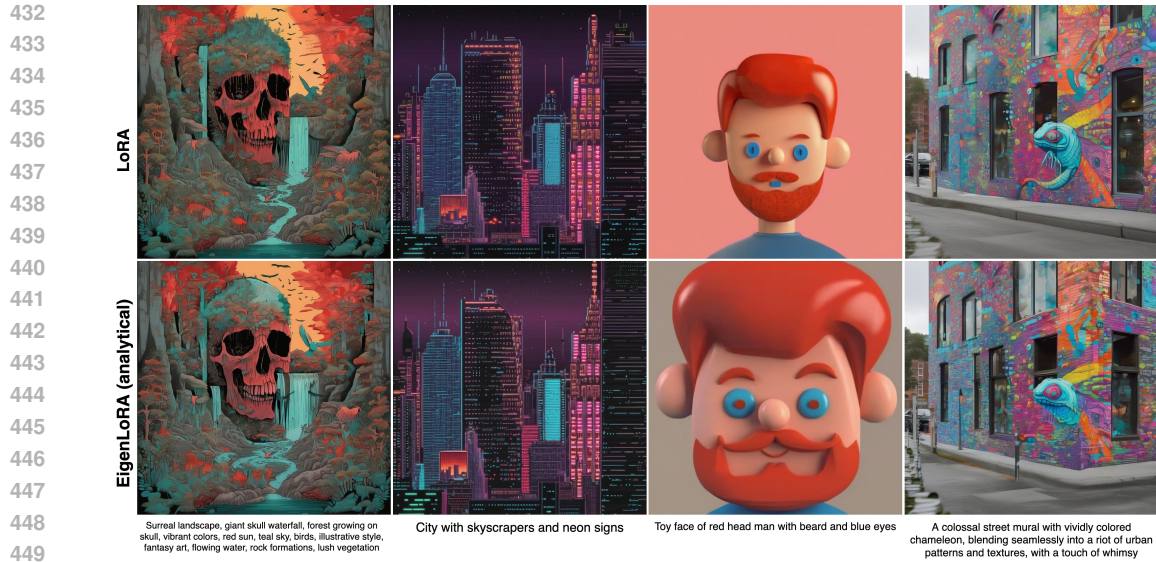 432
433
434
435
436
437
438
439
440
441
442
443
444
445
446
447
448
449
LoRA
EigenLoRA (analytical)
Surreal landscape, giant skull waterfall, forest growing on
skull, vibrant colors, red sun, teal sky, birds, illustrative style,
fantasy art, flowing water, rock formations, lush vegetation
City with skyscrapers and neon signs
Toy face of red head man with beard and blue eyes
A colossal street mural with vividly colored
chameleon, blending seamlessly into a riot of urban
patterns and textures, with a touch of whimsy